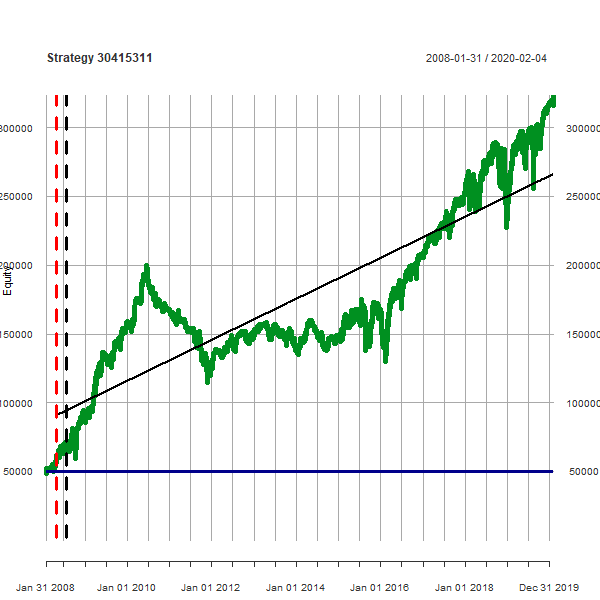 Strategy 30415311 2008-01-31 / 2020-02-04
300000 300000
250000 250000
200000 200000
Equity
150000 150000
100000 100000
50000 50000
Jan 31 2008 Jan 01 2010 Jan 01 2012 Jan 01 2014 Jan 01 2016 Jan 01 2018 Dec 31 2019